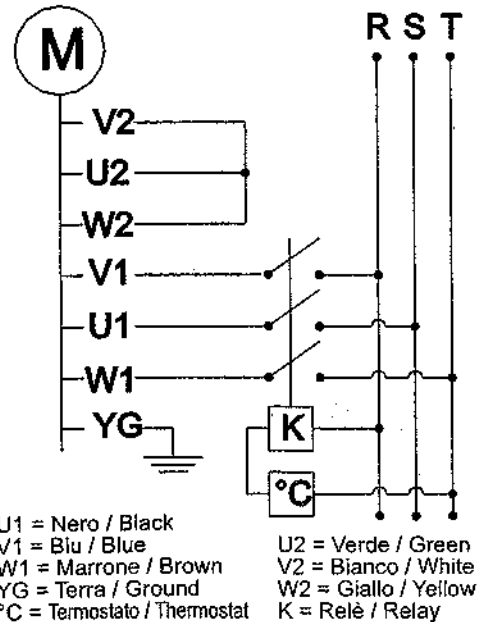 M
R S T
V2
U2
W2
V1
U1
W1
YG
K
°C
U1 = Nero / Black
V1 = Blu / Blue
W1 = Marrone / Brown
YG = Terra / Ground
°C = Termostato / Thermostat
U2 = Verde / Green
V2 = Bianco / White
W2 = Giallo / Yellow
K = Relè / Relay